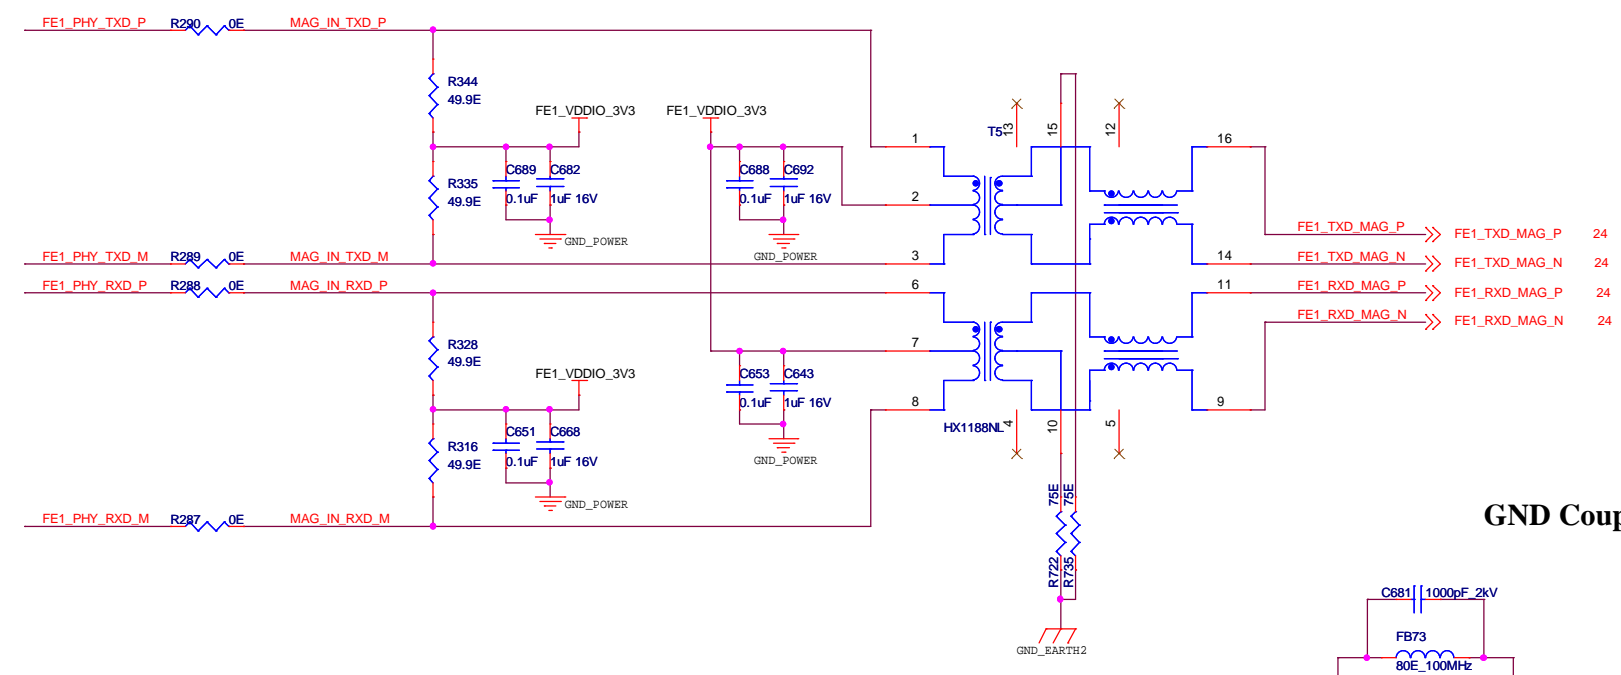 FE1_PHY_TXD_P R290 0E MAG_IN_TXD_P
R344
49.9E
FE1_VDDIO_3V3 FE1_VDDIO_3V3
T5 13 15 12
1 16
C689 C682 C688 C692
R335
49.9E
0.1uF 1uF 16V 0.1uF 1uF 16V
2
GND_POWER GND_POWER
FE1_TXD_MAG_P FE1_TXD_MAG_P 24
FE1_PHY_TXD_M R289 0E MAG_IN_TXD_M 3 14 FE1_TXD_MAG_N FE1_TXD_MAG_N 24
FE1_PHY_RXD_P R288 0E MAG_IN_RXD_P 6 11 FE1_RXD_MAG_P FE1_RXD_MAG_P 24
FE1_RXD_MAG_N FE1_RXD_MAG_N 24
R328
49.9E
7
FE1_VDDIO_3V3 C653 C643
0.1uF 1uF 16V
8 9
HX1188NL 4 10 5
C651 C668
R316
49.9E
0.1uF 1uF 16V
GND_POWER
GND_POWER
75E 75E
FE1_PHY_RXD_M R287 0E MAG_IN_RXD_M
GND Coup
R722 R735
C681 1000pF_2kV
GND_EARTH2
FB73
80E_100MHz